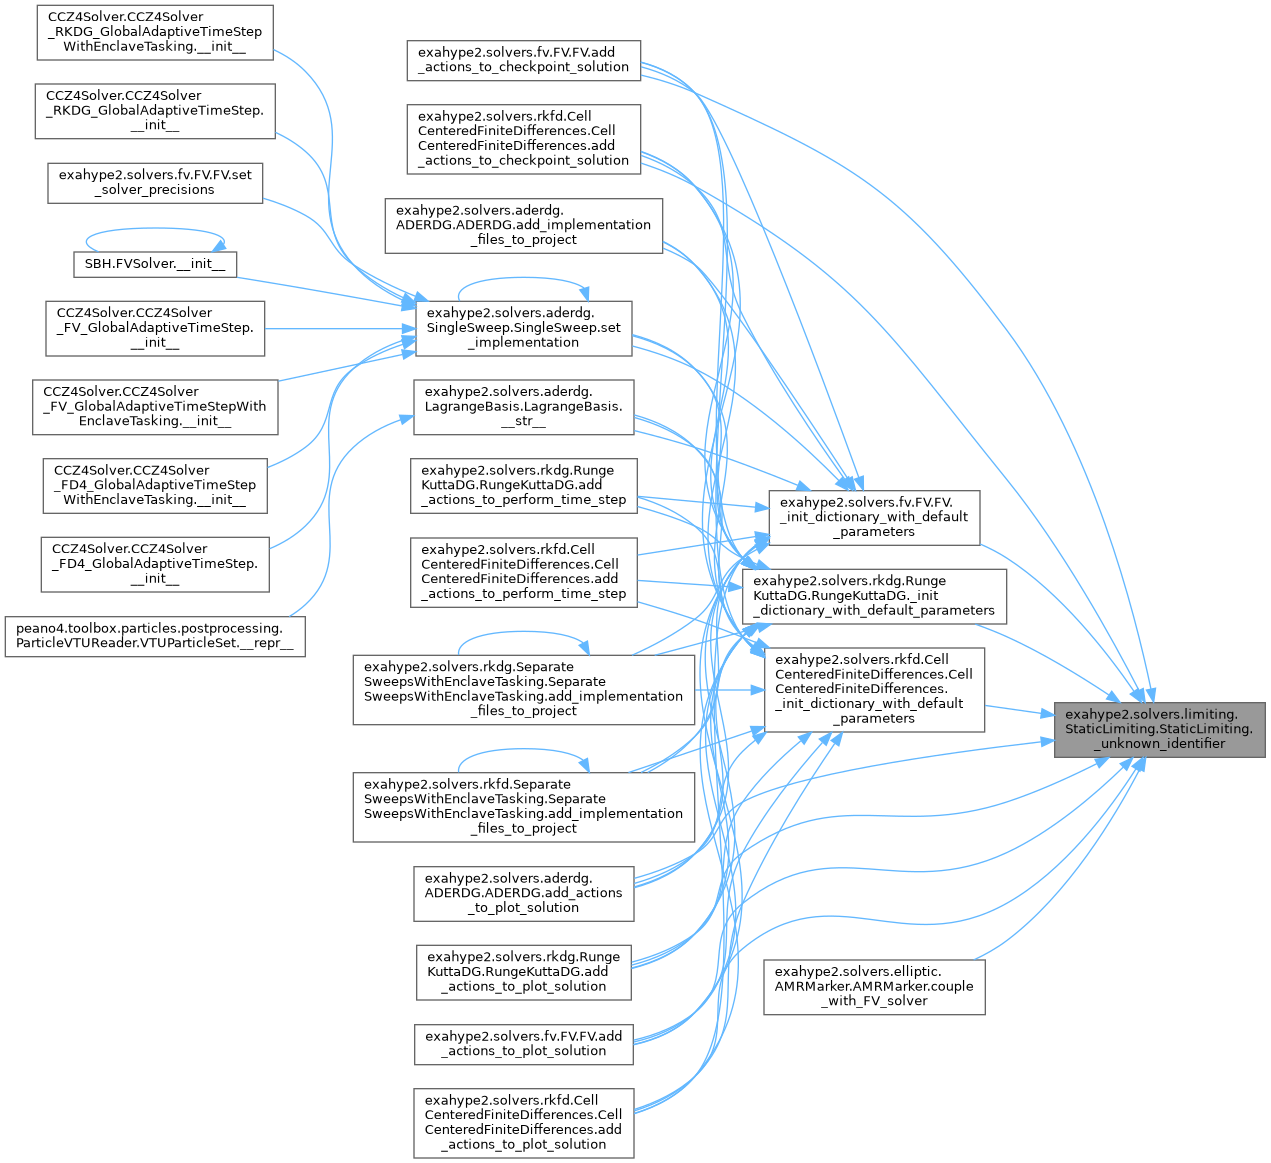 CCZ4Solver.CCZ4Solver
_RKDG_GlobalAdaptiveTimeStep
WithEnclaveTasking.__init__
CCZ4Solver.CCZ4Solver
_RKDG_GlobalAdaptiveTimeStep.
__init__
exahype2.solvers.fv.FV.FV.set
_solver_precisions
SBH.FVSolver.__init__
CCZ4Solver.CCZ4Solver
_FV_GlobalAdaptiveTimeStep.
__init__
CCZ4Solver.CCZ4Solver
_FV_GlobalAdaptiveTimeStepWith
EnclaveTasking.__init__
CCZ4Solver.CCZ4Solver
_FD4_GlobalAdaptiveTimeStep
WithEnclaveTasking.__init__
CCZ4Solver.CCZ4Solver
_FD4_GlobalAdaptiveTimeStep.
__init__
peano4.toolbox.particles.postprocessing.
ParticleVTUReader.VTUParticleSet.__repr__
exahype2.solvers.fv.FV.FV.add
_actions_to_checkpoint_solution
exahype2.solvers.rkfd.Cell
CenteredFiniteDifferences.Cell
CenteredFiniteDifferences.add
_actions_to_checkpoint_solution
exahype2.solvers.aderdg.
ADERDG.ADERDG.add_implementation
_files_to_project
exahype2.solvers.aderdg.
SingleSweep.SingleSweep.set
_implementation
exahype2.solvers.aderdg.
LagrangeBasis.LagrangeBasis.
__str__
exahype2.solvers.rkdg.Runge
KuttaDG.RungeKuttaDG.add
_actions_to_perform_time_step
exahype2.solvers.rkfd.Cell
CenteredFiniteDifferences.Cell
CenteredFiniteDifferences.add
_actions_to_perform_time_step
exahype2.solvers.rkdg.Separate
SweepsWithEnclaveTasking.Separate
SweepsWithEnclaveTasking.add_implementation
_files_to_project
exahype2.solvers.rkfd.Separate
SweepsWithEnclaveTasking.Separate
SweepsWithEnclaveTasking.add_implementation
_files_to_project
exahype2.solvers.aderdg.
ADERDG.ADERDG.add_actions
_to_plot_solution
exahype2.solvers.rkdg.Runge
KuttaDG.RungeKuttaDG.add
_actions_to_plot_solution
exahype2.solvers.fv.FV.FV.add
_actions_to_plot_solution
exahype2.solvers.rkfd.Cell
CenteredFiniteDifferences.Cell
CenteredFiniteDifferences.add
_actions_to_plot_solution
exahype2.solvers.fv.FV.FV.
_init_dictionary_with_default
_parameters
exahype2.solvers.rkdg.Runge
KuttaDG.RungeKuttaDG._init
_dictionary_with_default_parameters
exahype2.solvers.rkfd.Cell
CenteredFiniteDifferences.Cell
CenteredFiniteDifferences.
_init_dictionary_with_default
_parameters
exahype2.solvers.elliptic.
AMRMarker.AMRMarker.couple
_with_FV_solver
exahype2.solvers.limiting.
StaticLimiting.StaticLimiting.
_unknown_identifier